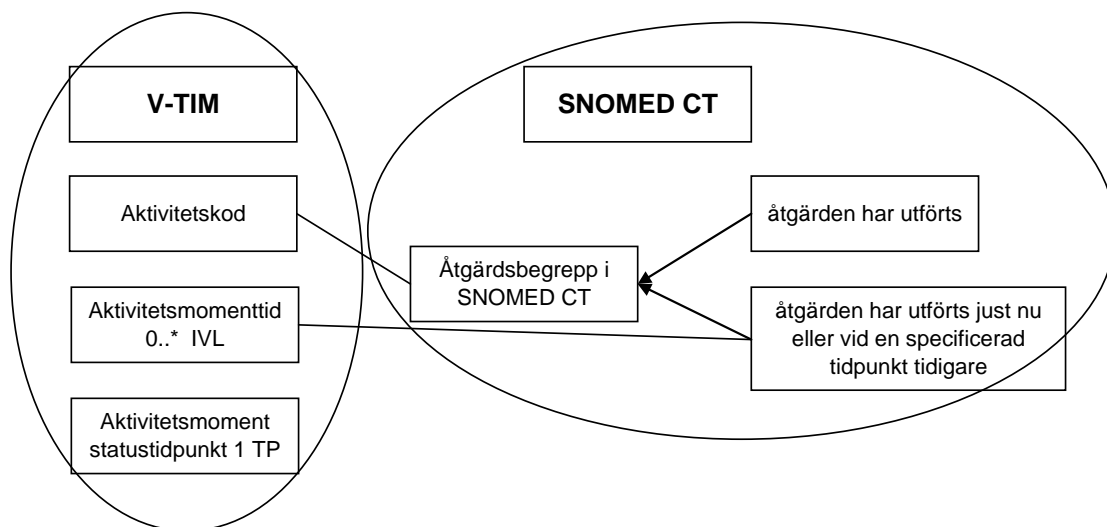 V-TIM
SNOMED CT
Aktivitetskod
åtgärden har utförts
Åtgärdsbegrepp i
SNOMED CT
Aktivitetsmomenttid
0..* IVL
åtgärden har utförts just nu
eller vid en specificerad
tidpunkt tidigare
Aktivitetsmoment
statustidpunkt 1 TP